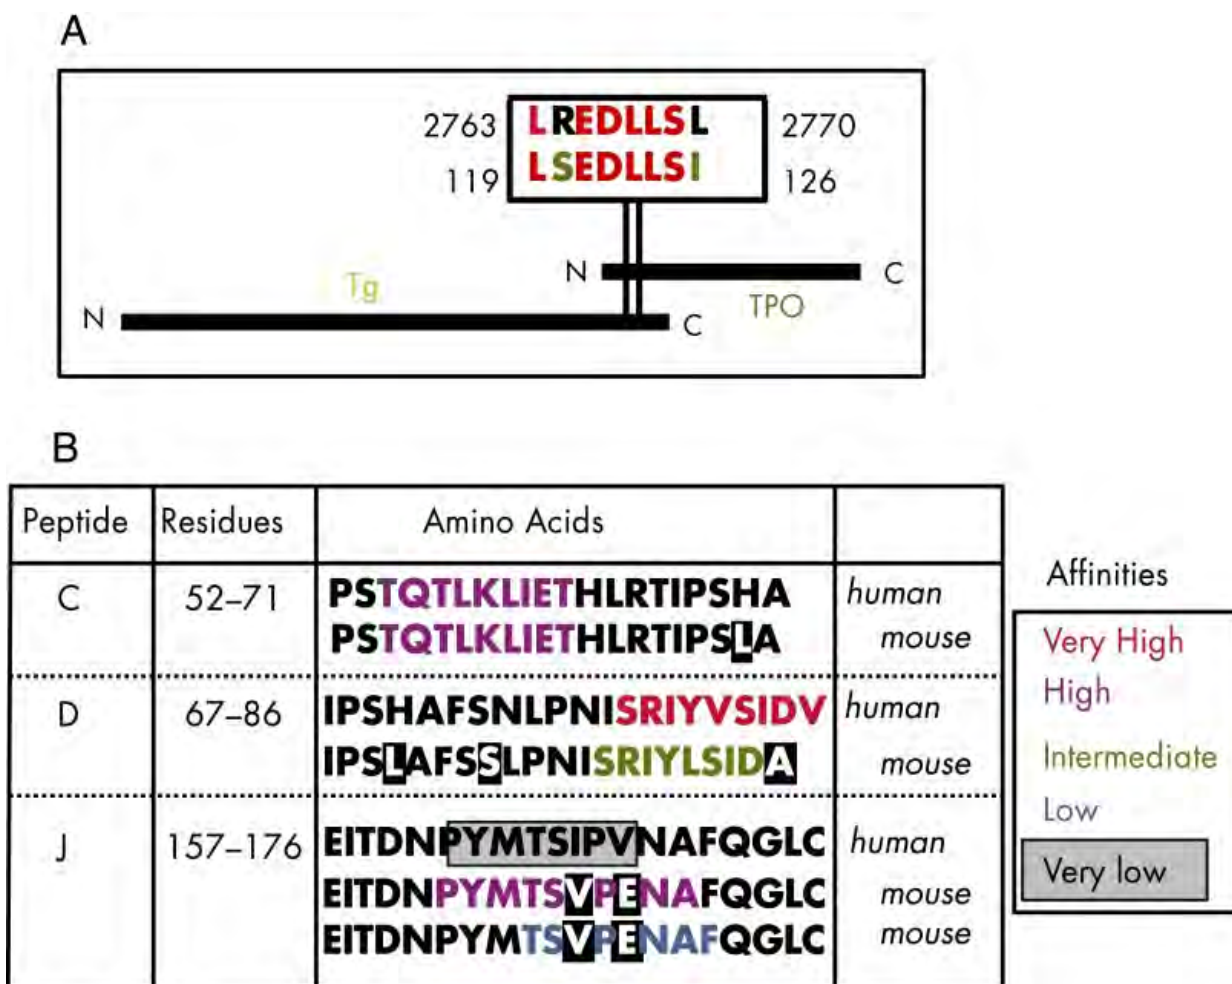 A
2763 LREDLLSL 2770
119 LSEDLLSI 126
N C
Tg
TPO
N C
B
Peptide Residues Amino Acids
C 52–71 PSTQTLKLIETHLRTIPSHA human
PSTQTLKLIETHLRTIPSLA mouse
D 67–86 IPSHAFSNLPNISRIYVSIDV human
IPSLAFSSLPNISRIYLSIDA mouse
J 157–176 EITDNPYMTSIPVNAFQGLC human
EITDNPYMTSVPENAFQGLC mouse
EITDNPYMTSVPENAFQGLC mouse
Affinities
Very High
High
Intermediate
Low
Very low